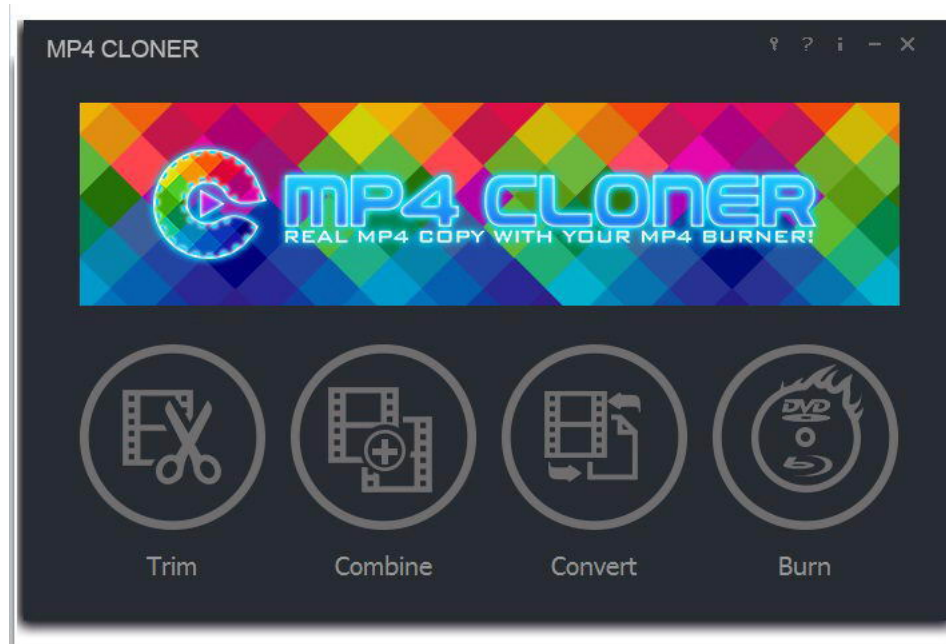 MP4 CLONER
? i
MP4 CLONER
REAL MP4 COPY WITH YOUR MP4 BURNER!
DVD
Trim
Combine
Convert
Burn